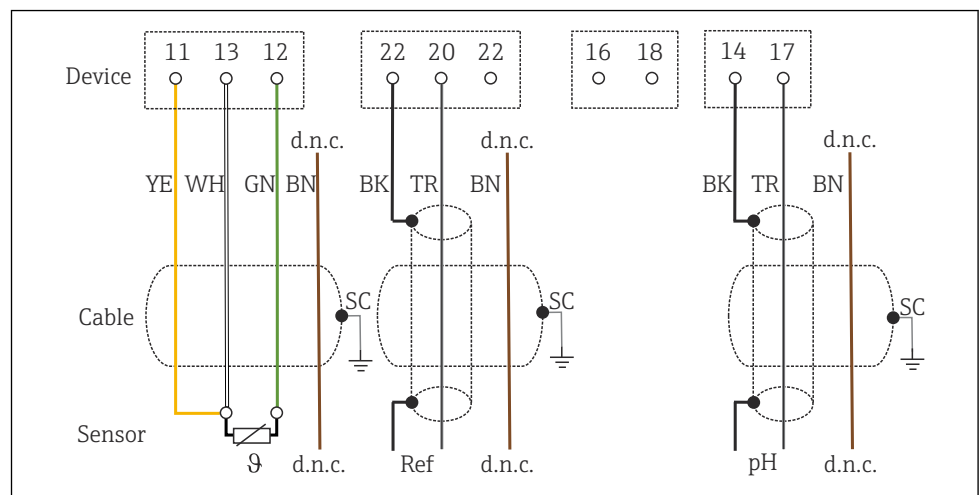 Device 11 13 12 22 20 22 16 18 14 17
d.n.c. d.n.c. d.n.c.
YE WH GN BN BK TR BN BK TR BN
Cable SC SC SC
Sensor
ϑ d.n.c. Ref d.n.c. pH d.n.c.